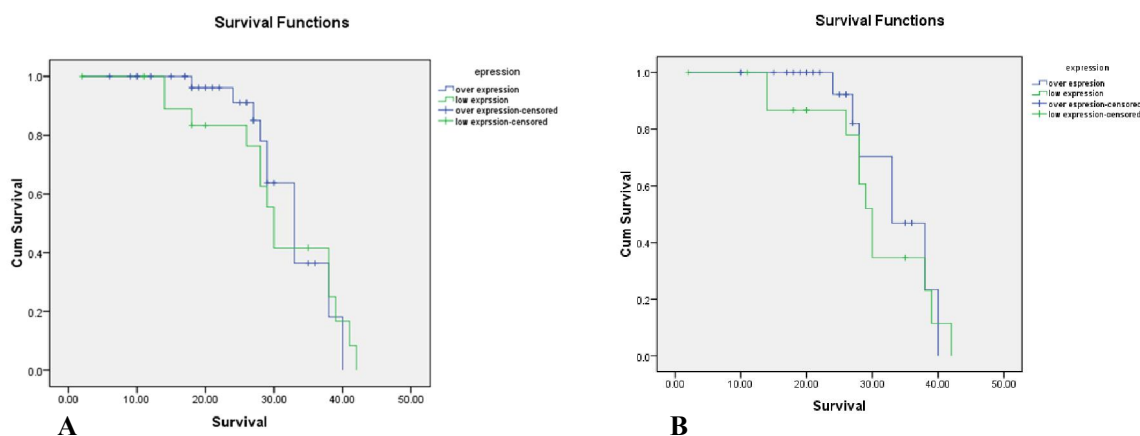 Survival Functions
epression
over expression
low exprssion
over expression-censored
low exprssion-censored
Cum Survival
1.0
0.8
0.6
0.4
0.2
0.0
0.00 10.00 20.00 30.00 40.00 50.00
Survival
A
Survival Functions
expression
over espresion
low expression
over espresion-censored
low expression-censored
Cum Survival
1.0
0.8
0.6
0.4
0.2
0.0
0.00 10.00 20.00 30.00 40.00 50.00
Survival
B